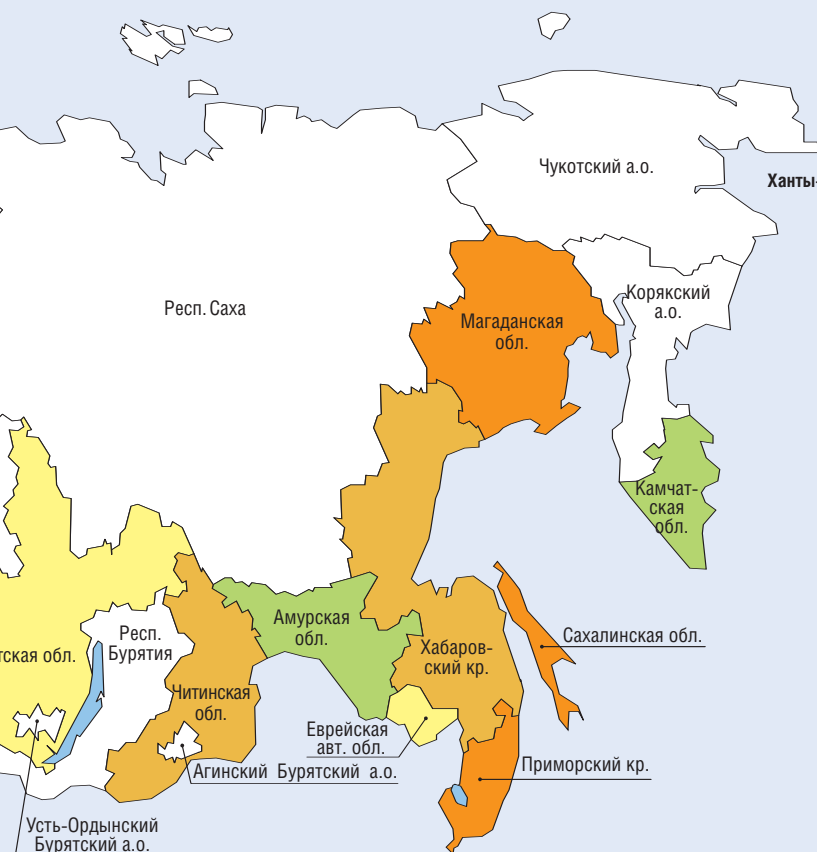 Чукотский а.о.
Ханты-
Корякский
а.о.
Респ. Саха
Магаданская
обл.
Камчат-
ская
обл.
Амурская
обл.
Сахалинская обл.
Респ.
Бурятия
тская обл.
Хабаров-
ский кр.
Читинская
обл.
Еврейская
авт. обл.
Агинский Бурятский а.о.
Приморский кр.
Усть-Ордынский
Бурятский а.о.